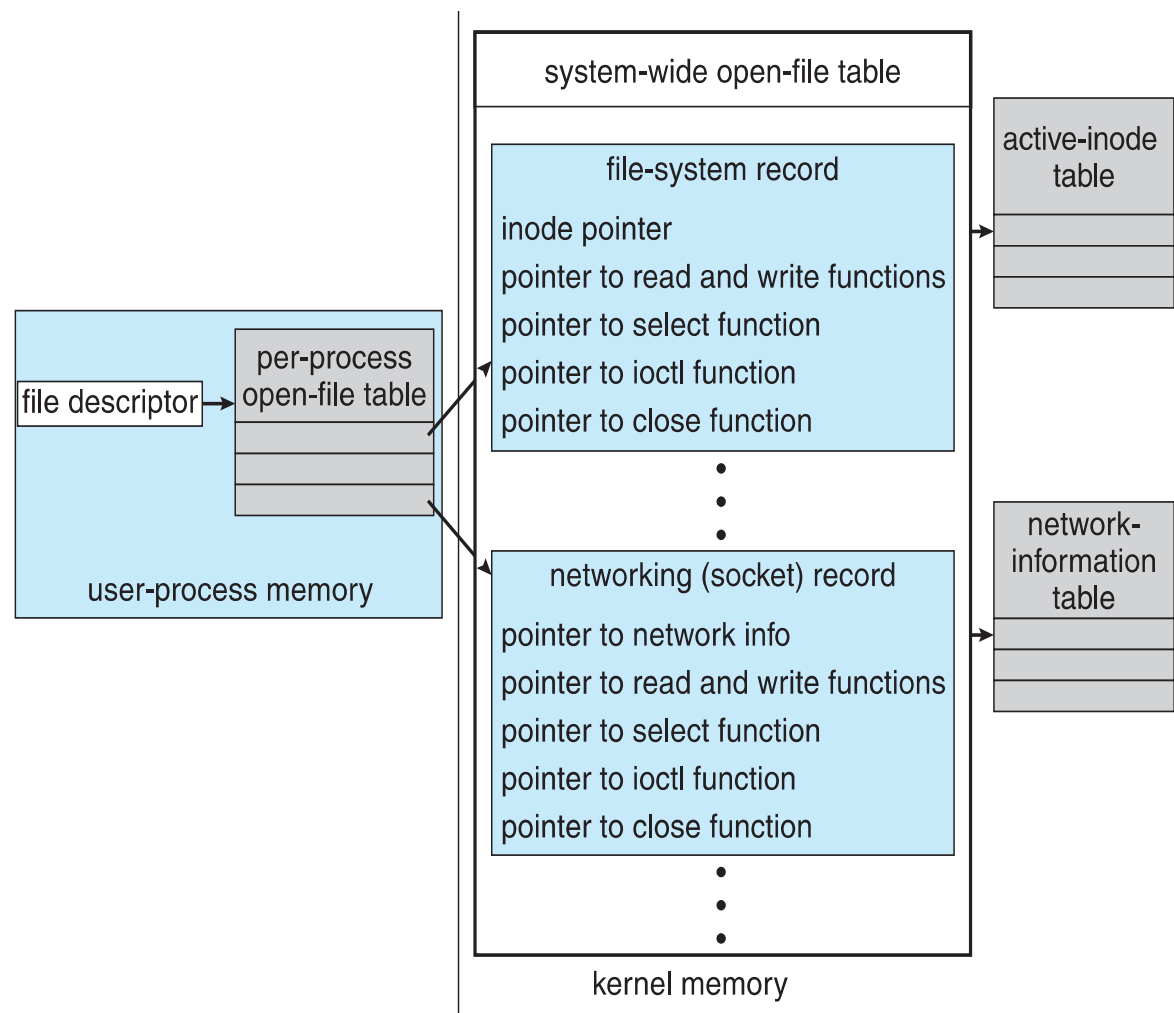 file descriptor
per-process
open-file table
user-process memory
system-wide open-file table
file-system record
inode pointer
pointer to read and write functions
pointer to select function
pointer to ioctl function
pointer to close function
networking (socket) record
pointer to network info
pointer to read and write functions
pointer to select function
pointer to ioctl function
pointer to close function
kernel memory
active-inode
table
network-
information
table